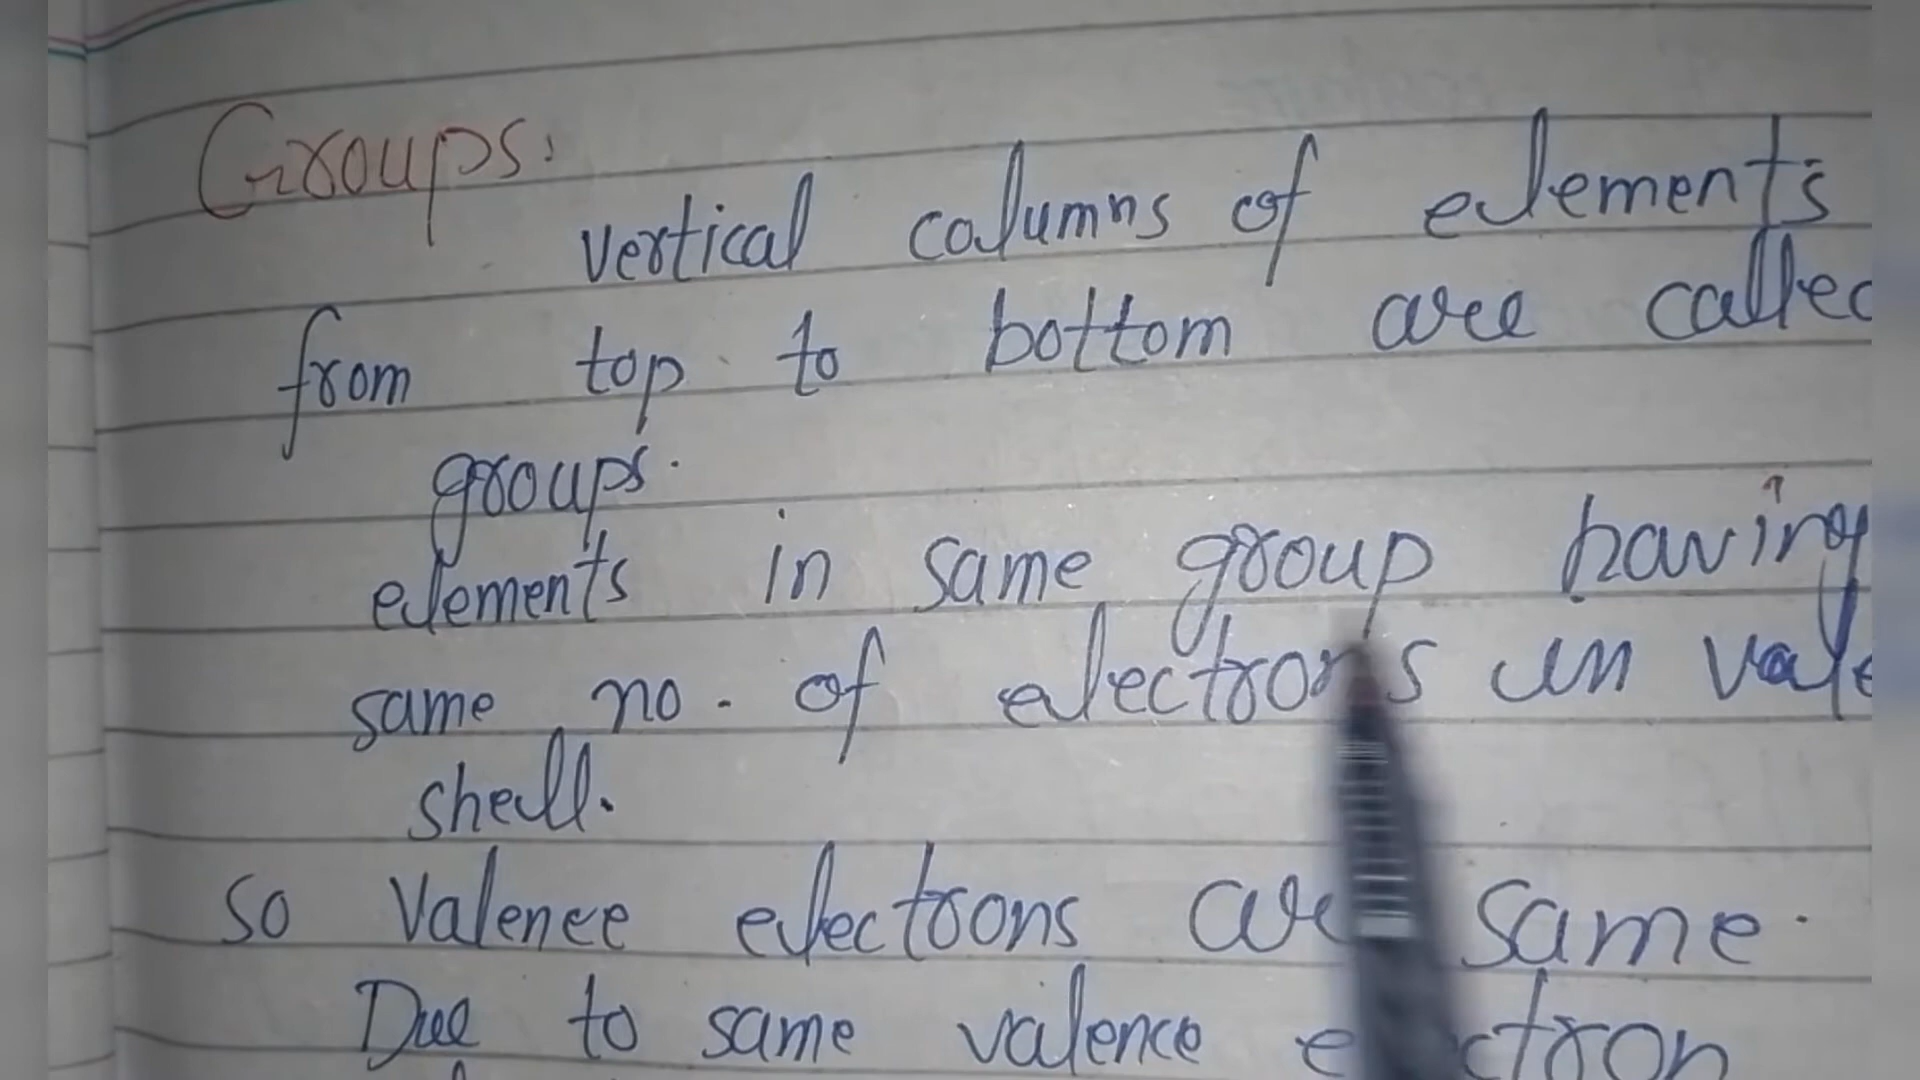 Groups:
vertical columns of elements
from top to bottom are called
groups.
elements in same group having
same no. of electrons in vale
shell.
so valence electrons are same.
Due to same valence electron